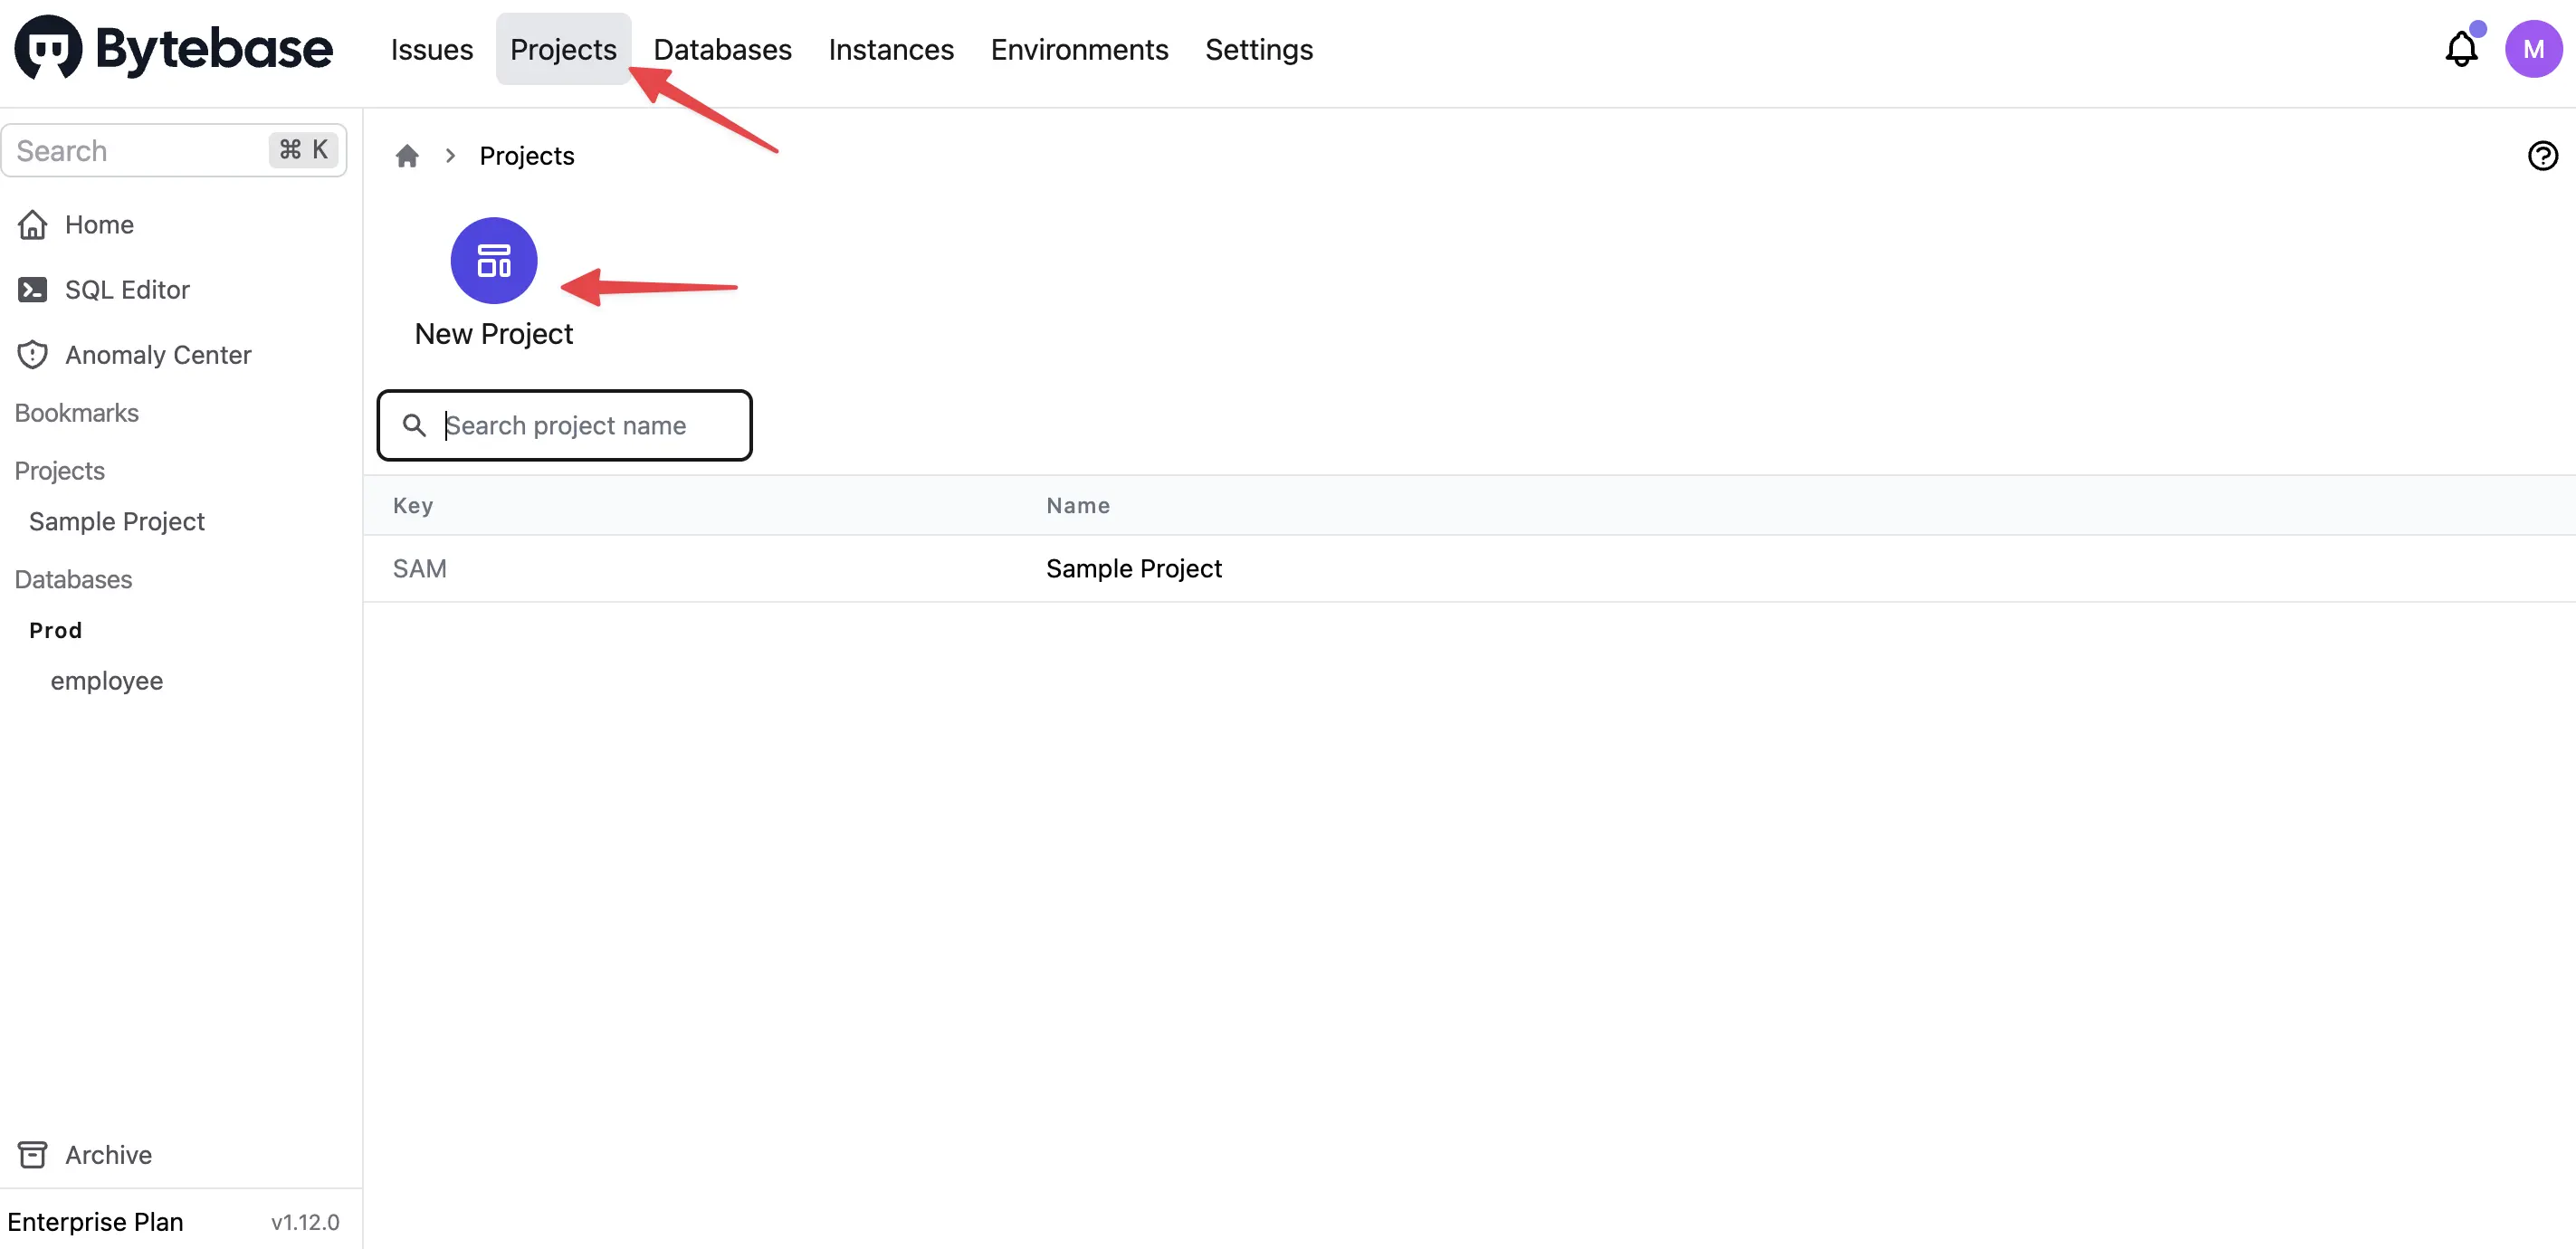 Bytebase
Issues Projects Databases Instances Environments Settings
M
Search ⌘ K
Home
SQL Editor
Anomaly Center
Bookmarks
Projects
Sample Project
Databases
Prod
employee
Archive
Enterprise Plan v1.12.0
Projects
New Project
Search project name
Key Name
SAM Sample Project